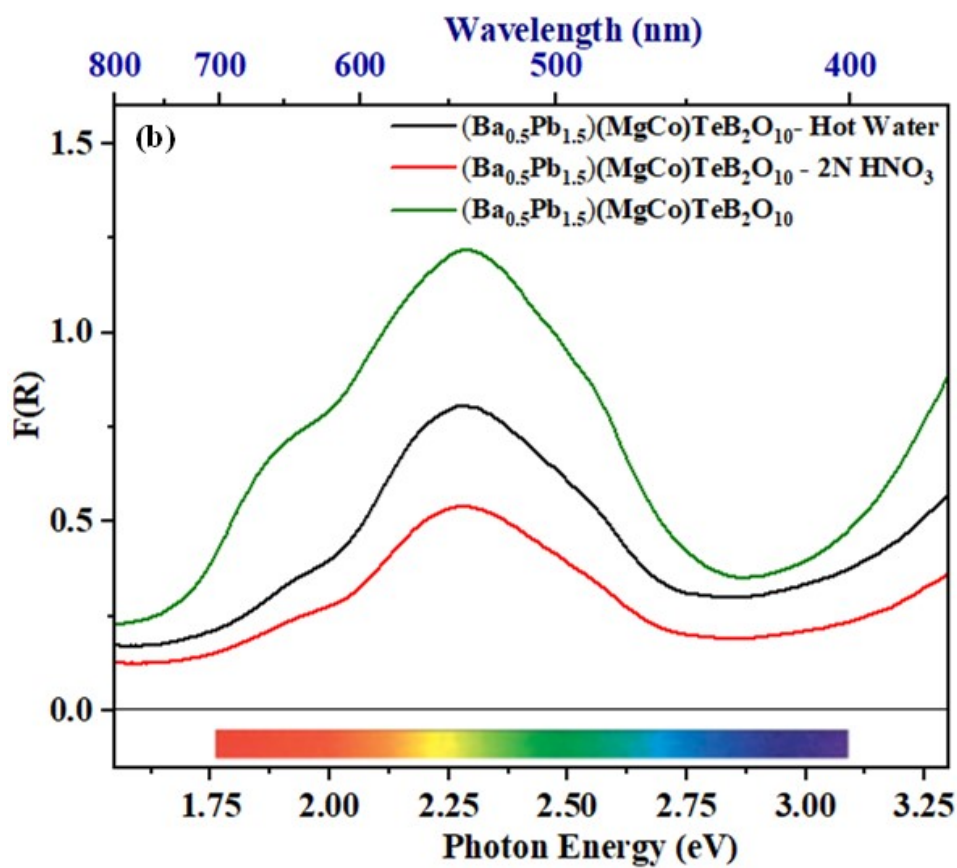 Wavelength (nm)
800 700 600 500 400
(b)
(Ba₀.₅Pb₁.₅)(MgCo)TeB₂O₁₀- Hot Water
(Ba₀.₅Pb₁.₅)(MgCo)TeB₂O₁₀ - 2N HNO₃
(Ba₀.₅Pb₁.₅)(MgCo)TeB₂O₁₀
1.5
1.0
F(R)
0.5
0.0
1.75 2.00 2.25 2.50 2.75 3.00 3.25
Photon Energy (eV)